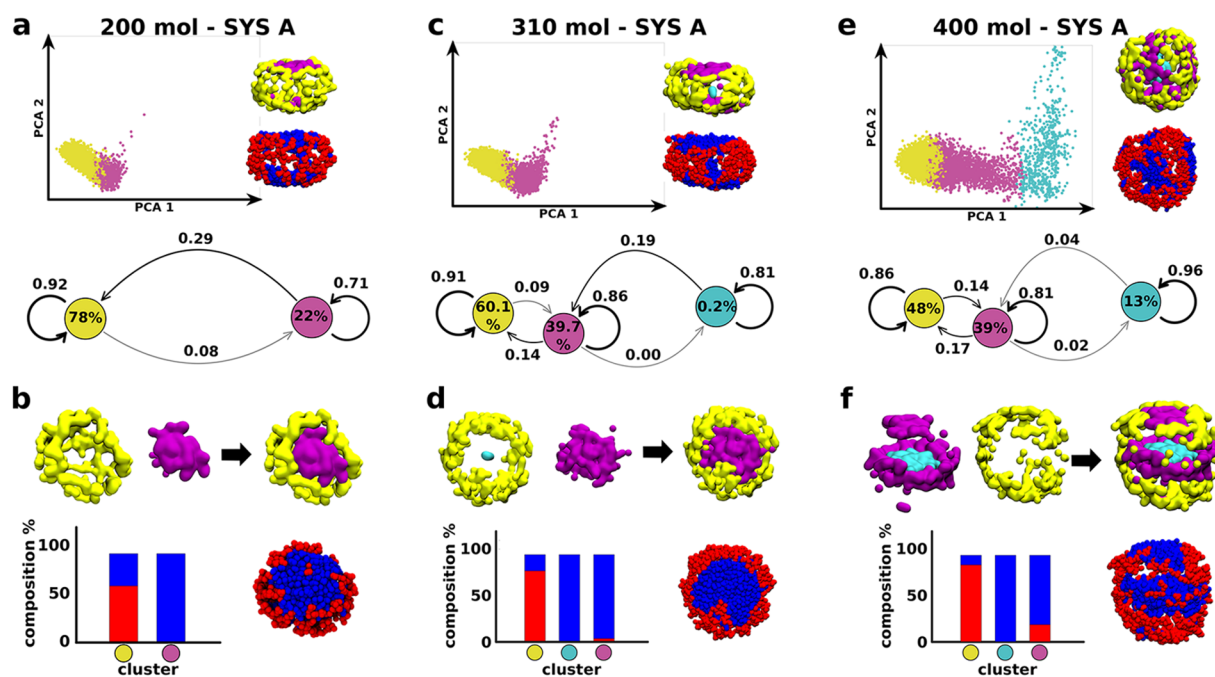 a 200 mol - SYS A
PCA 2
PCA 1
0.29
0.92
78%
22%
0.71
0.08
b
composition %
100
50
0
cluster
c 310 mol - SYS A
PCA 2
PCA 1
0.19
0.91
0.09
0.86
0.81
60.1
%
39.7
%
0.2%
0.14
0.00
d
composition %
100
50
0
cluster
e 400 mol - SYS A
PCA 2
PCA 1
0.04
0.86
0.14
0.81
0.96
48%
39%
13%
0.17
0.02
f
composition %
100
50
0
cluster